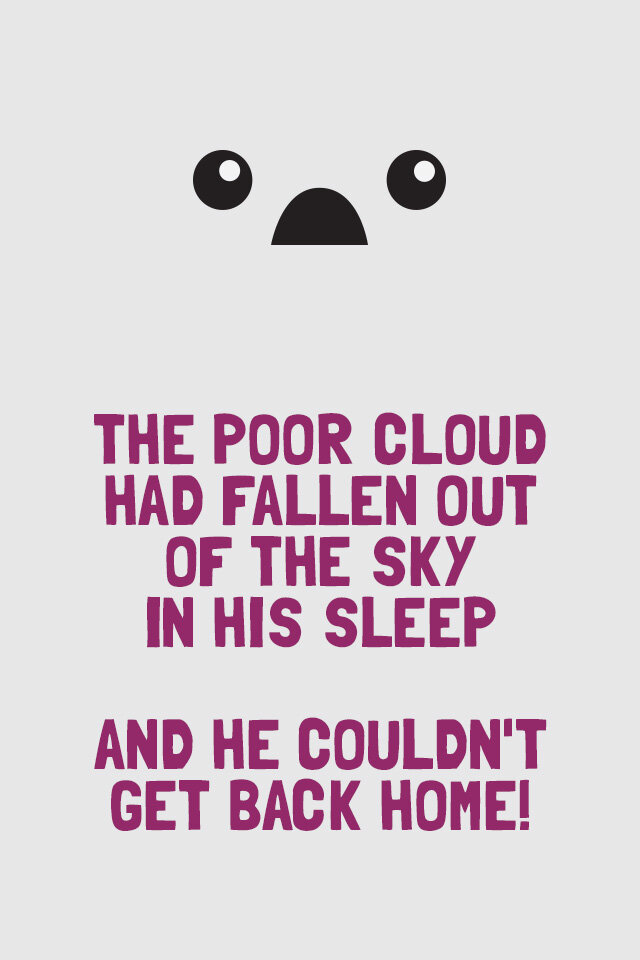 THE POOR CLOUD
HAD FALLEN OUT
OF THE SKY
IN HIS SLEEP
AND HE COULDN'T
GET BACK HOME!